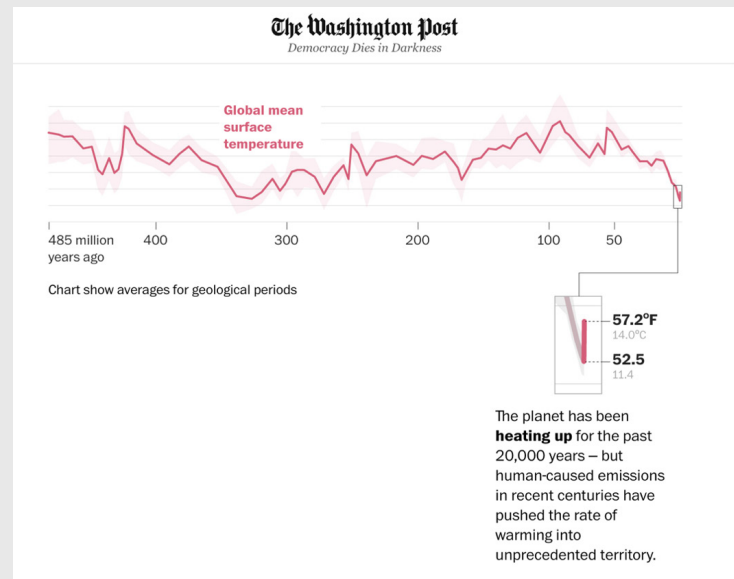 The Washington Post
Democracy Dies in Darkness
Global mean
surface
temperature
485 million
years ago
400
300
200
100
50
Chart show averages for geological periods
57.2°F
14.0°C
52.5
11.4
The planet has been
heating up for the past
20,000 years – but
human-caused emissions
in recent centuries have
pushed the rate of
warming into
unprecedented territory.